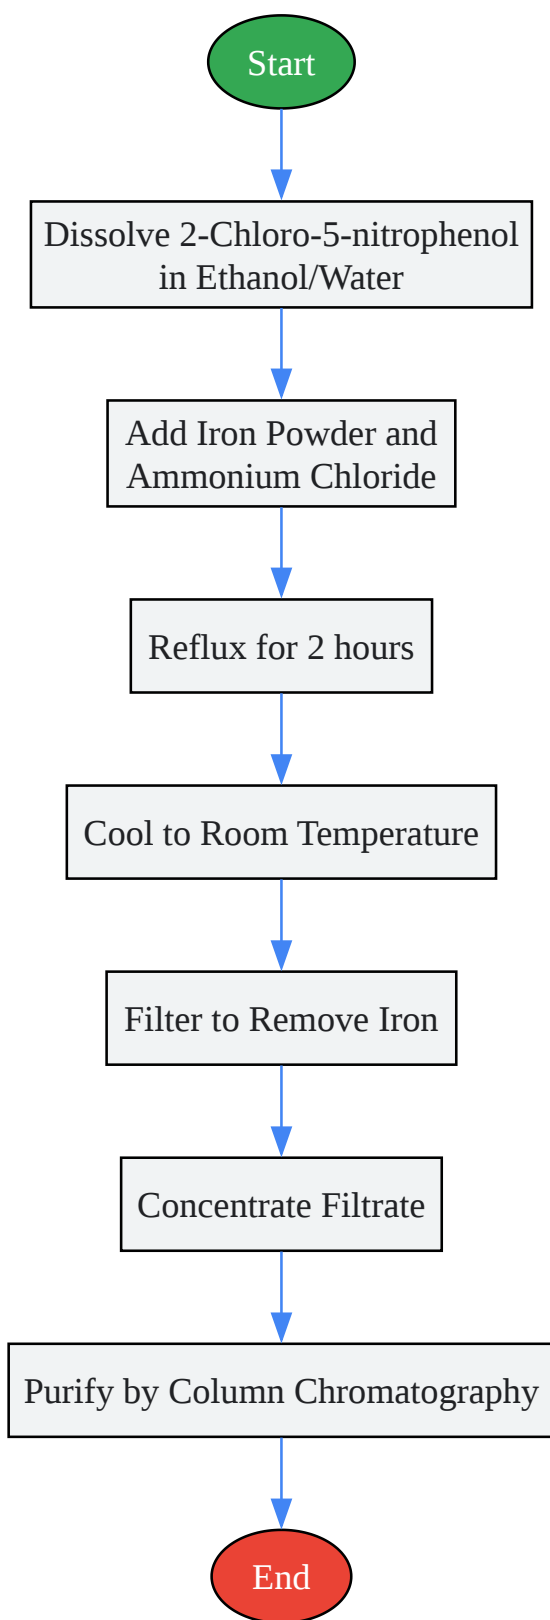 Start
Dissolve 2-Chloro-5-nitrophenol
in Ethanol/Water
Add Iron Powder and
Ammonium Chloride
Reflux for 2 hours
Cool to Room Temperature
Filter to Remove Iron
Concentrate Filtrate
Purify by Column Chromatography
End